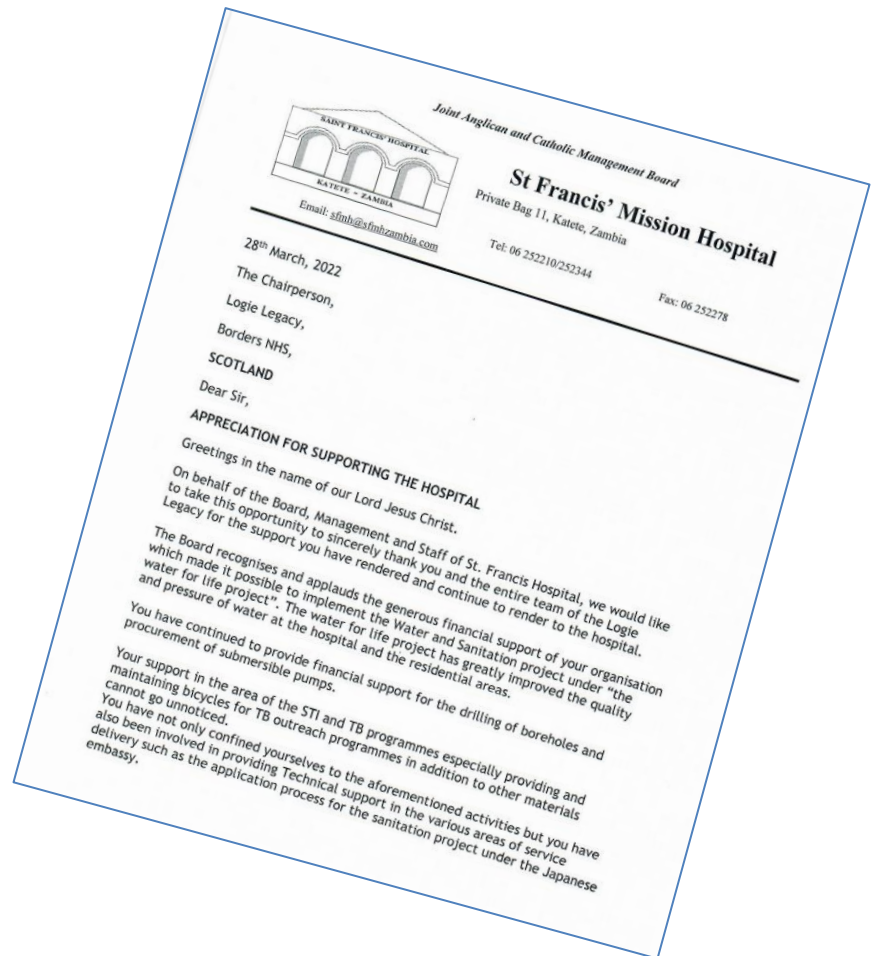 Joint Anglican and Catholic Management Board
SAINT FRANCIS' HOSPITAL
KATETE - ZAMBIA
St Francis' Mission Hospital
Private Bag 11, Katete, Zambia
Email: sfmh@sfmhzambia.com
Tel: 06 252210/252344
Fax: 06 252278
28th March, 2022
The Chairperson,
Logie Legacy,
Borders NHS,
SCOTLAND
Dear Sir,
APPRECIATION FOR SUPPORTING THE HOSPITAL
Greetings in the name of our Lord Jesus Christ.
On behalf of the Board, Management and Staff of St. Francis Hospital, we would like
to take this opportunity to sincerely thank you and the entire team of the Logie
Legacy for the support you have rendered and continue to render to the hospital.
The Board recognises and applauds the generous financial support of your organisation
which made it possible to implement the Water and Sanitation project under “the
water for life project”. The water for life project has greatly improved the quality
and pressure of water at the hospital and the residential areas.
You have continued to provide financial support for the drilling of boreholes and
procurement of submersible pumps.
Your support in the area of the STI and TB programmes especially providing and
maintaining bicycles for TB outreach programmes in addition to other materials
cannot go unnoticed.
You have not only confined yourselves to the aforementioned activities but you have
also been involved in providing Technical support in the various areas of service
delivery such as the application process for the sanitation project under the Japanese
embassy.